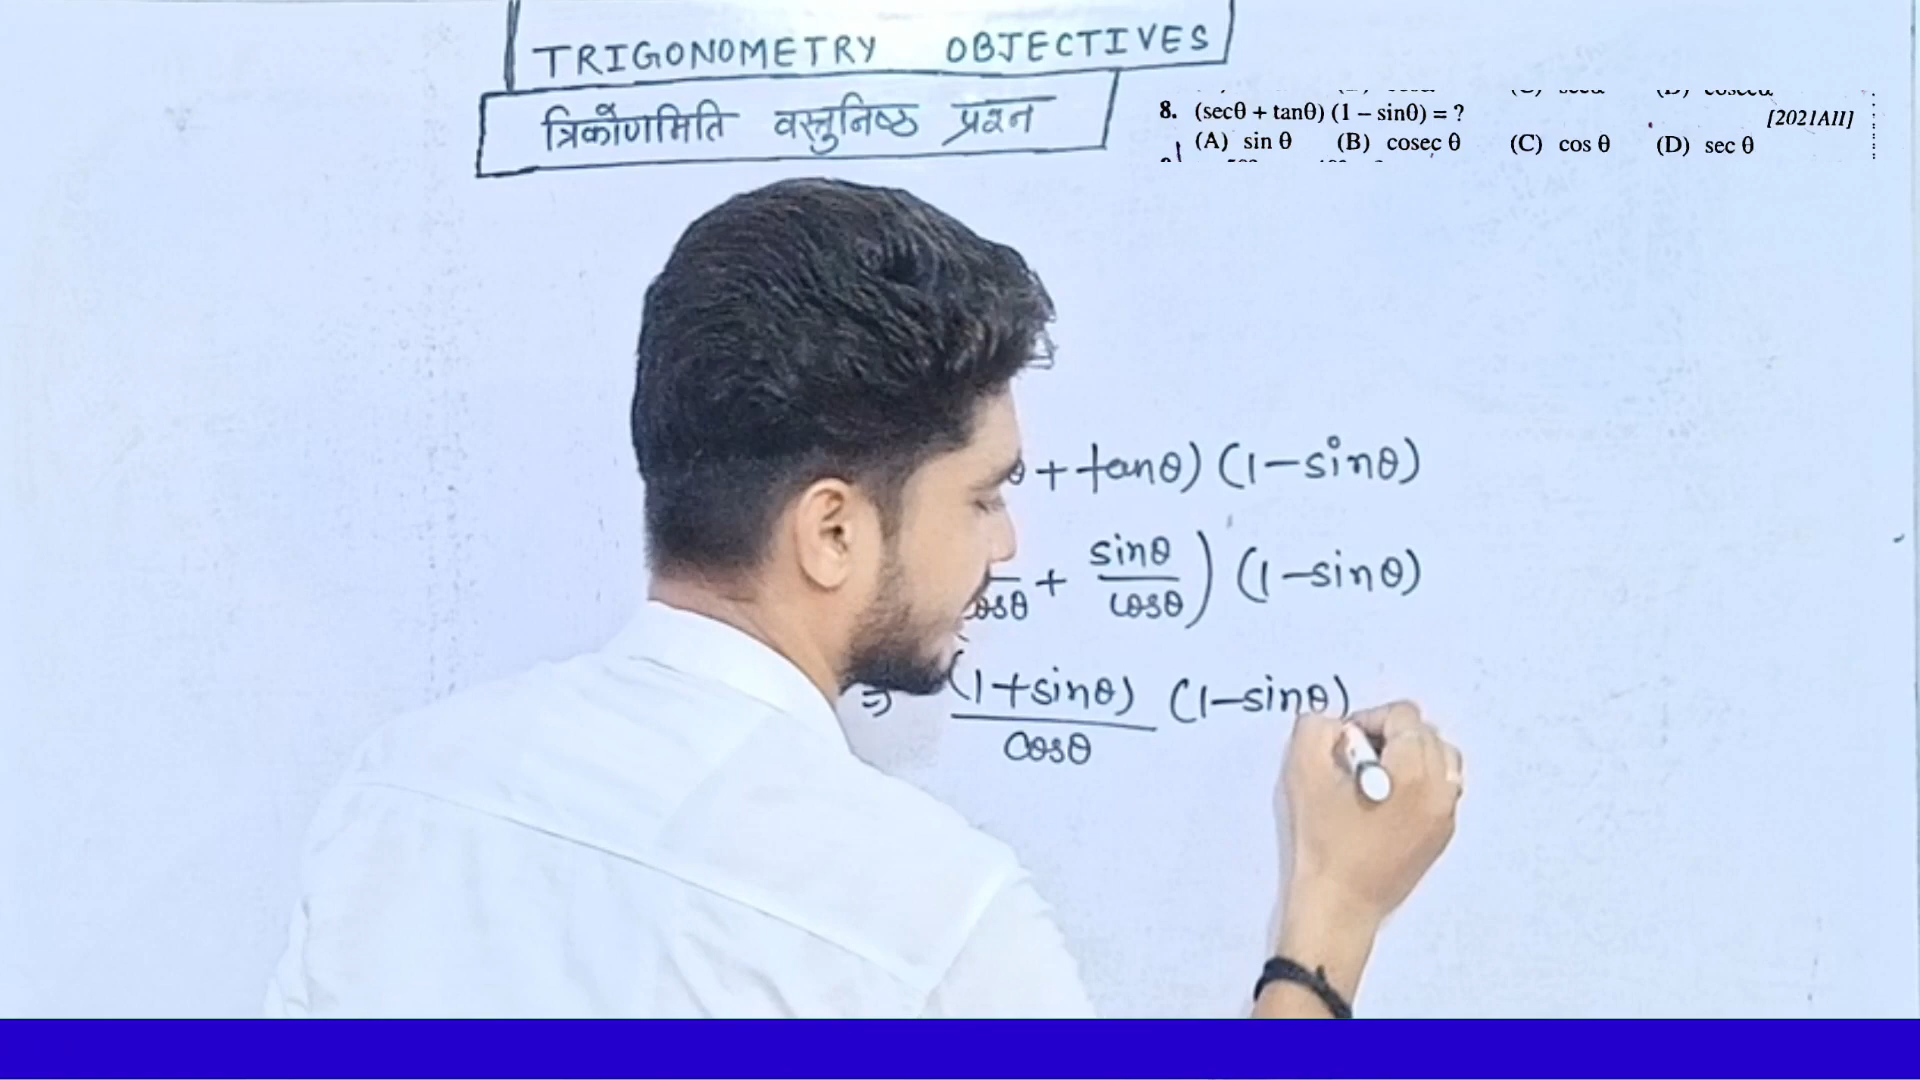 TRIGONOMETRY OBJECTIVES
त्रिकोणमिति वस्तुनिष्ठ प्रश्न
8. (secθ + tanθ) (1 – sinθ) = ?
[2021AII]
(A) sin θ (B) cosec θ (C) cos θ (D) sec θ
θ + tanθ) (1-sinθ)
osθ + sinθ/cosθ) (1-sinθ)
⇒ (1+sinθ)/cosθ (1-sinθ)